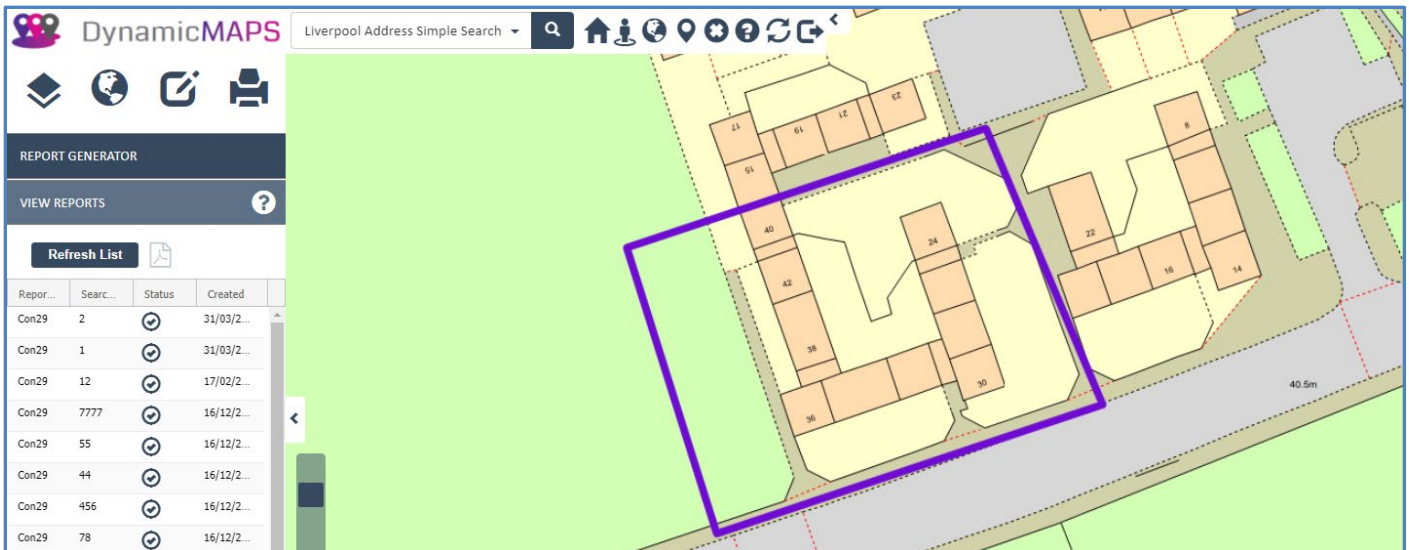 DynamicMAPS
Liverpool Address Simple Search
REPORT GENERATOR
VIEW REPORTS
Refresh List
Repor... Searc... Status Created
Con29 2 31/03/2...
Con29 1 31/03/2...
Con29 12 17/02/2...
Con29 7777 16/12/2...
Con29 55 16/12/2...
Con29 44 16/12/2...
Con29 456 16/12/2...
Con29 78 16/12/2...
17
19
21
23
15
8
40
24
22
42
16
14
38
30
36
40.5m